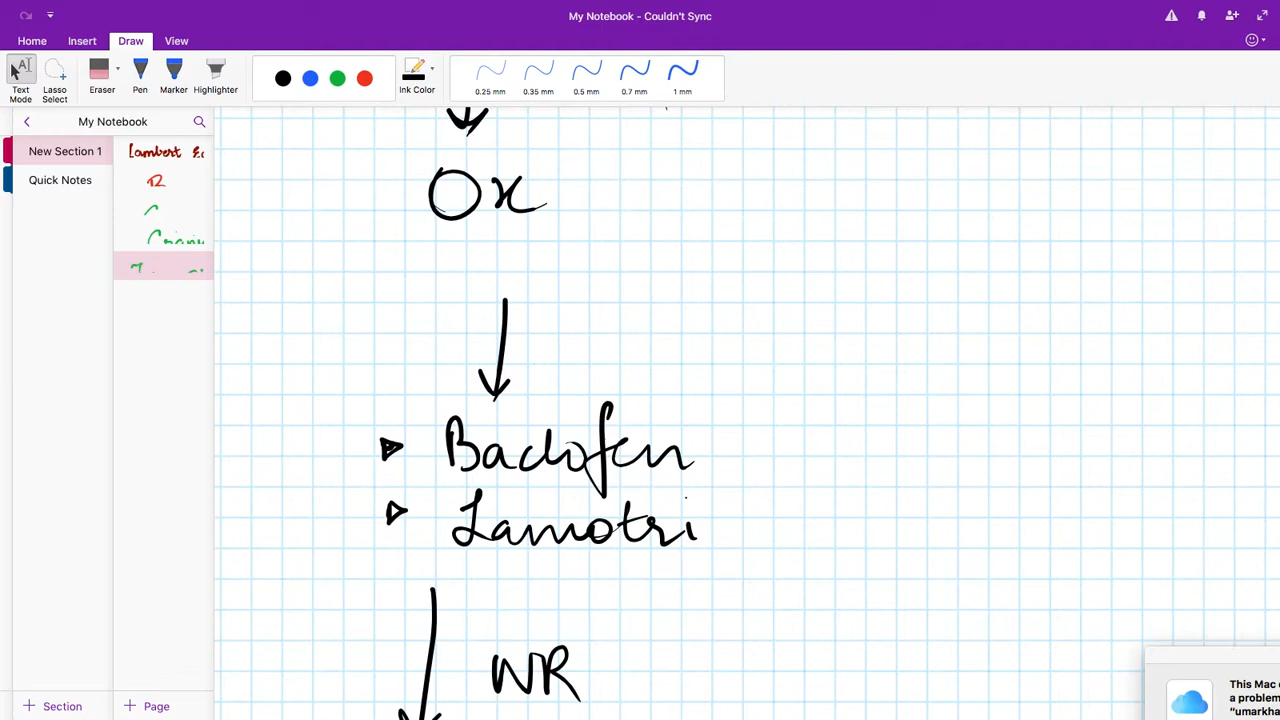 My Notebook - Couldn't Sync
Home Insert Draw View
Text Mode
Lasso Select
Eraser
Pen
Marker
Highlighter
Ink Color
0.25 mm 0.35 mm 0.5 mm 0.7 mm 1 mm
My Notebook
New Section 1
Quick Notes
Lambert
Ox
Baclofen
Lamotri
NR
+ Section
+ Page
This Mac
a problem
"umarkha